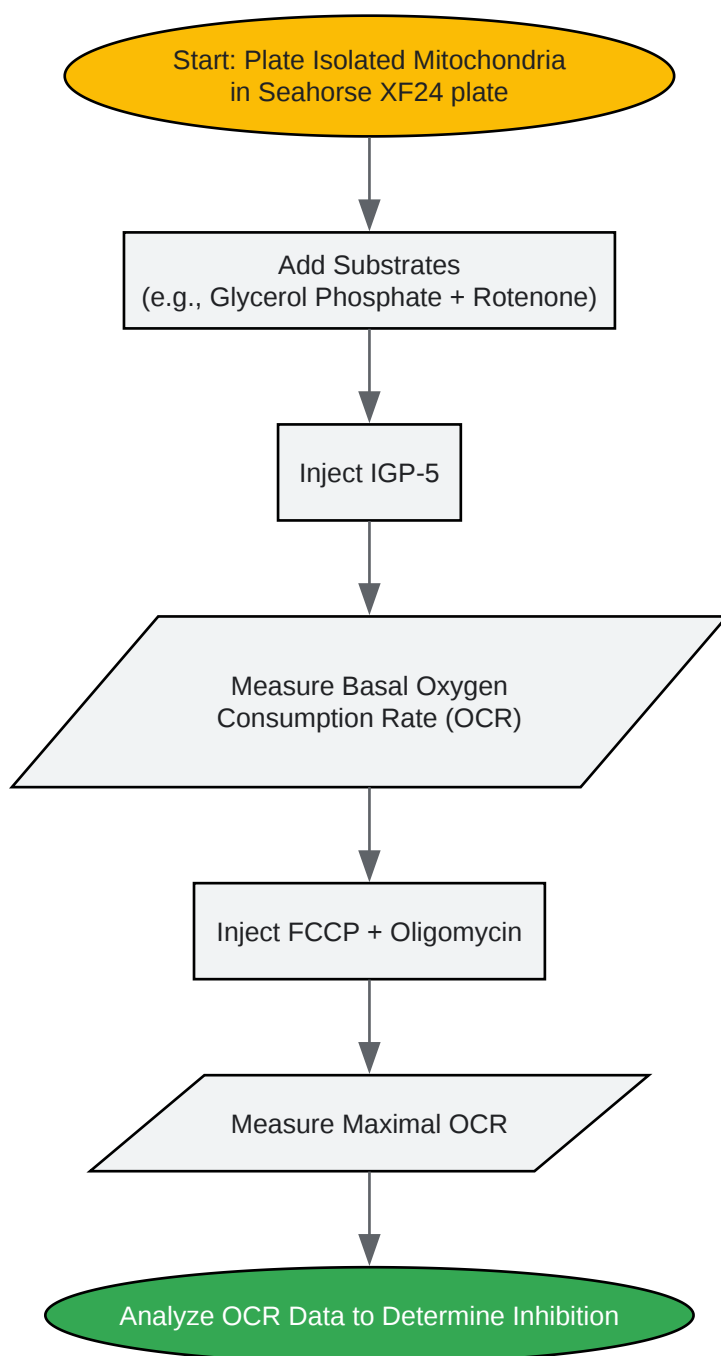 Start: Plate Isolated Mitochondria
in Seahorse XF24 plate
Add Substrates
(e.g., Glycerol Phosphate + Rotenone)
Inject IGP-5
Measure Basal Oxygen
Consumption Rate (OCR)
Inject FCCP + Oligomycin
Measure Maximal OCR
Analyze OCR Data to Determine Inhibition